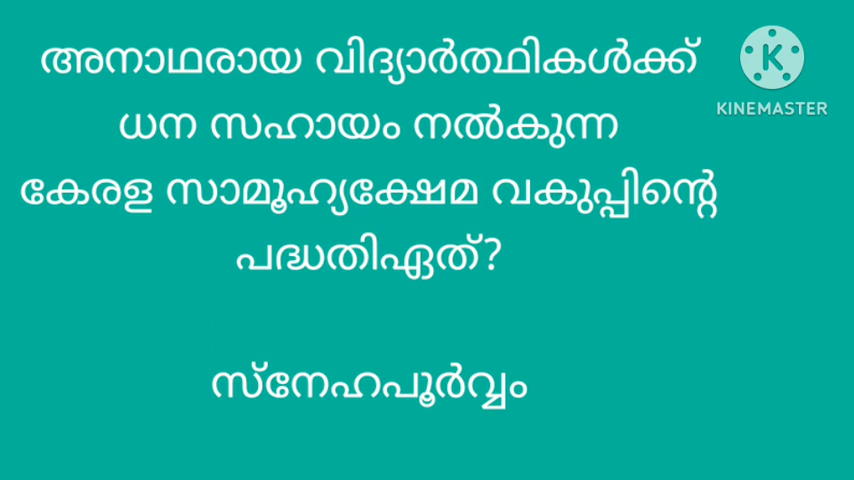 അനാഥരായ വിദ്യാർത്ഥികൾക്ക്
ധന സഹായം നൽകുന്ന
കേരള സാമൂഹ്യക്ഷേമ വകുപ്പിന്റെ
പദ്ധതിഏത്?
സ്നേഹപൂർവ്വം
K
KINEMASTER